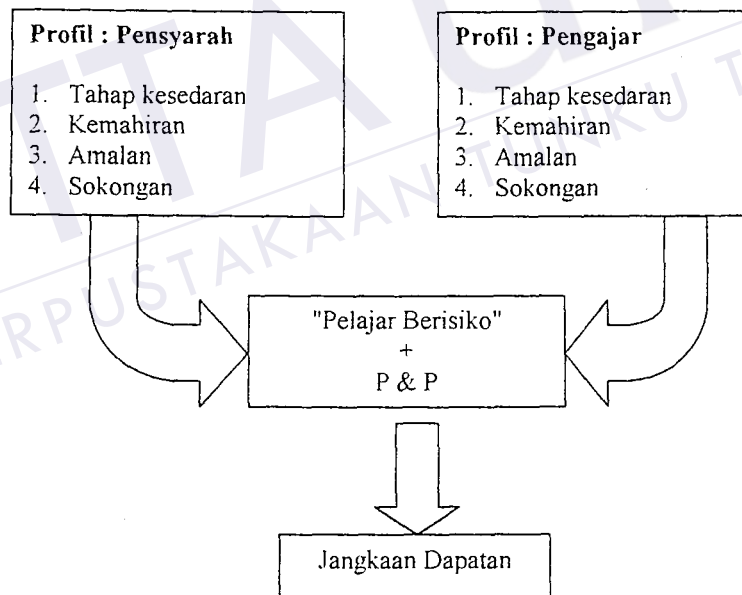 Profil : Pensyarah
1. Tahap kesedaran
2. Kemahiran
3. Amalan
4. Sokongan
Profil : Pengajar
1. Tahap kesedaran
2. Kemahiran
3. Amalan
4. Sokongan
"Pelajar Berisiko"
+
P & P
Jangkaan Dapatan